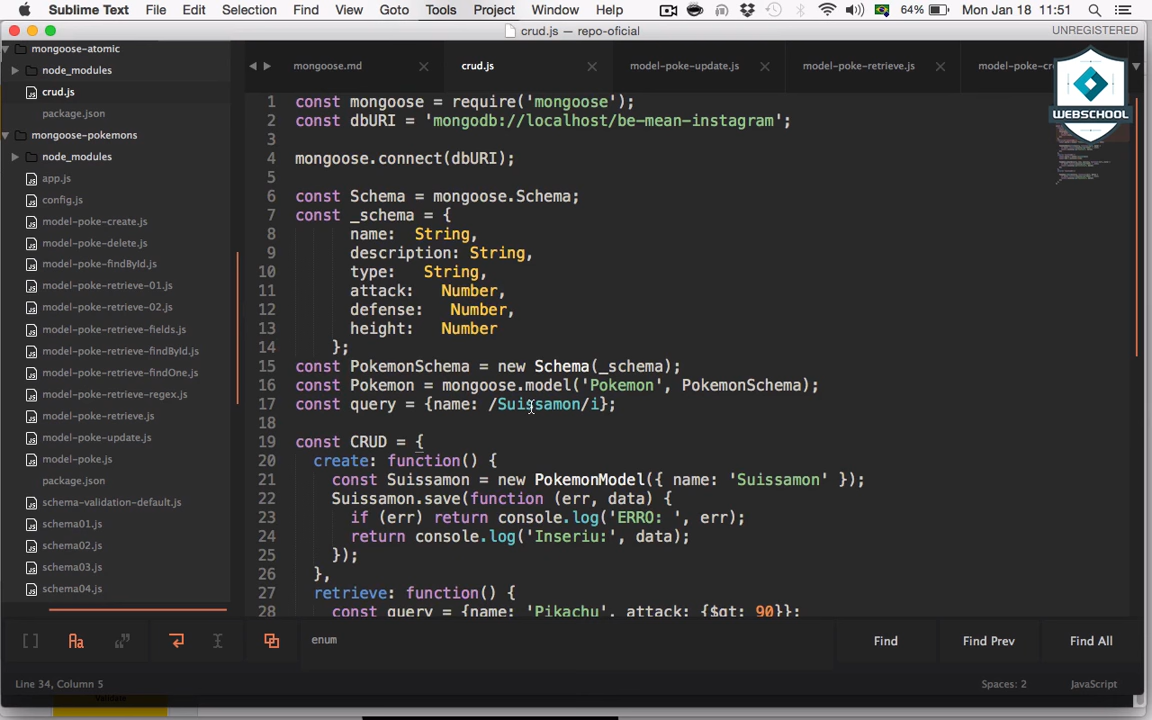 Sublime Text File Edit Selection Find View Goto Tools Project Window Help 64% Mon Jan 18 11:51
crud.js — repo-oficial UNREGISTERED
mongoose-atomic
node_modules
crud.js
package.json
mongoose-pokemons
node_modules
app.js
config.js
model-poke-create.js
model-poke-delete.js
model-poke-findById.js
model-poke-retrieve-01.js
model-poke-retrieve-02.js
model-poke-retrieve-fields.js
model-poke-retrieve-findById.js
model-poke-retrieve-findOne.js
model-poke-retrieve-regex.js
model-poke-update.js
model-poke.js
package.json
schema-validation-default.js
schema01.js
schema02.js
schema03.js
schema04.js
mongoose.md crud.js model-poke-update.js model-poke-retrieve.js model-poke-cr
WEBSCHOOL
1 const mongoose = require('mongoose');
2 const dbURI = 'mongodb://localhost/be-mean-instagram';
3
4 mongoose.connect(dbURI);
5
6 const Schema = mongoose.Schema;
7 const _schema = {
8 name: String,
9 description: String,
10 type: String,
11 attack: Number,
12 defense: Number,
13 height: Number
14 };
15 const PokemonSchema = new Schema(_schema);
16 const Pokemon = mongoose.model('Pokemon', PokemonSchema);
17 const query = {name: /Suissamon/i};
18
19 const CRUD = {
20 create: function() {
21 const Suissamon = new PokemonModel({ name: 'Suissamon' });
22 Suissamon.save(function (err, data) {
23 if (err) return console.log('ERRO: ', err);
24 return console.log('Inseriu:', data);
25 });
26 },
27 retrieve: function() {
28 const query = {name: 'Pikachu', attack: {$gt: 90}};
enum Find Find Prev Find All
Line 34, Column 5 Spaces: 2 JavaScript